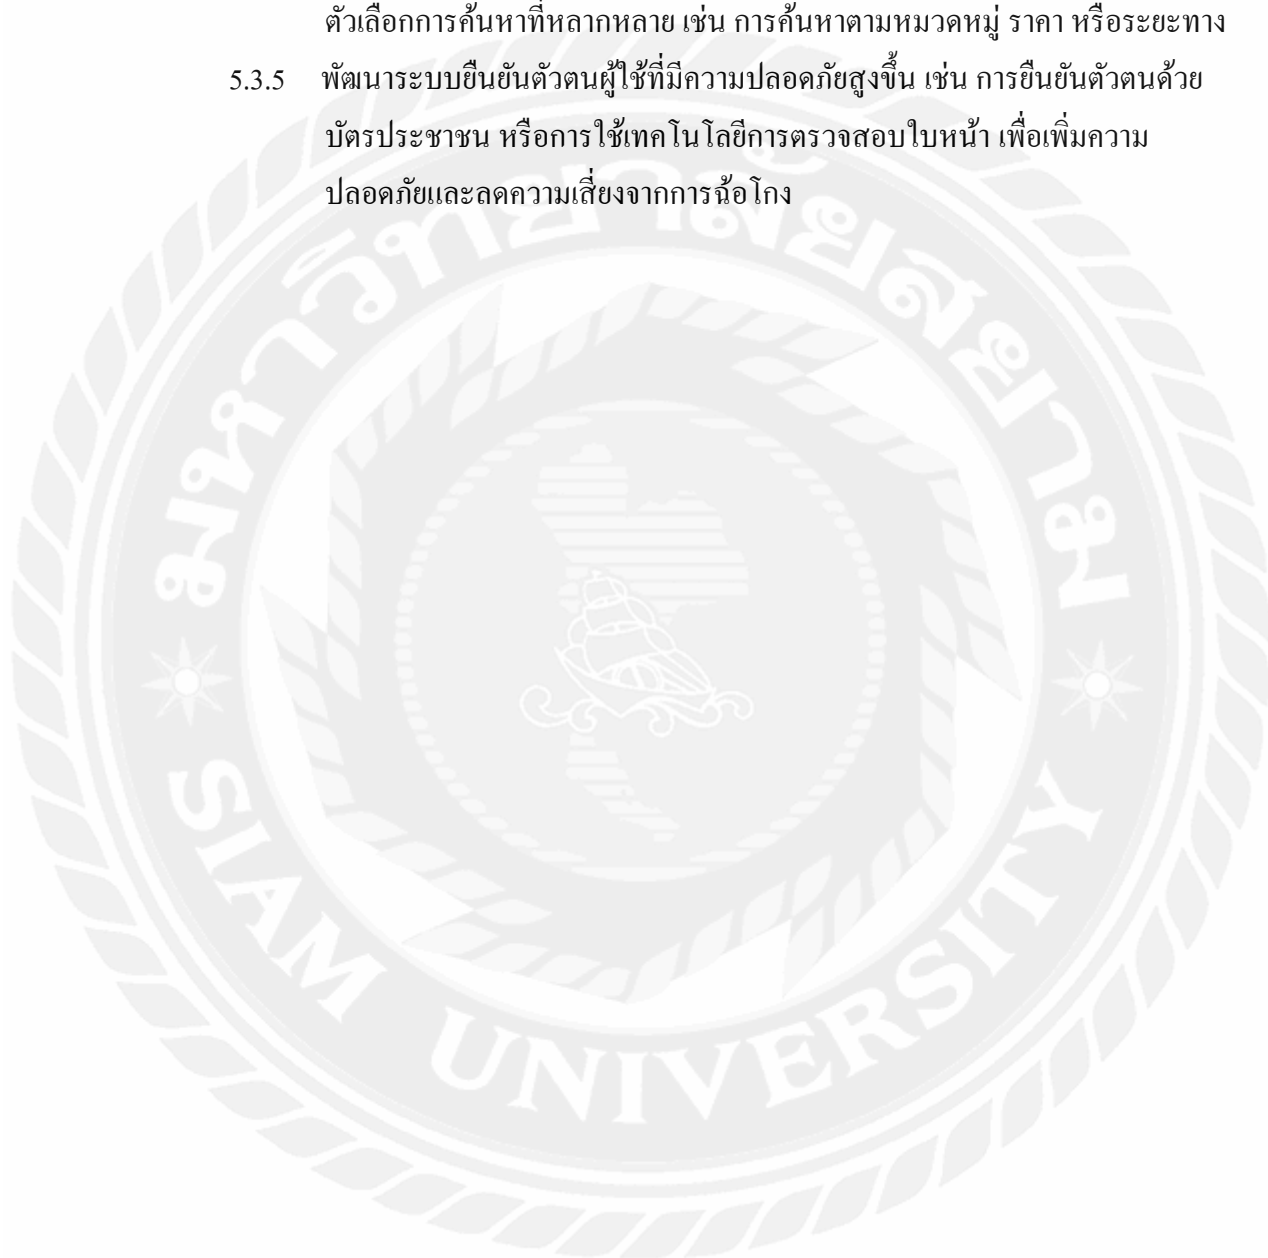 ตัวเลือกการค้นหาที่หลากหลาย เช่น การค้นหาตามหมวดหมู่ ราคา หรือระยะทาง
5.3.5 พัฒนาระบบยืนยันตัวตนผู้ใช้ที่มีความปลอดภัยสูงขึ้น เช่น การยืนยันตัวตนด้วย
บัตรประชาชน หรือการใช้เทคโนโลยีการตรวจสอบใบหน้า เพื่อเพิ่มความ
ปลอดภัยและลดความเสี่ยงจากการฉ้อโกง
มหาวิทยาลัยสยาม
SIAM UNIVERSITY